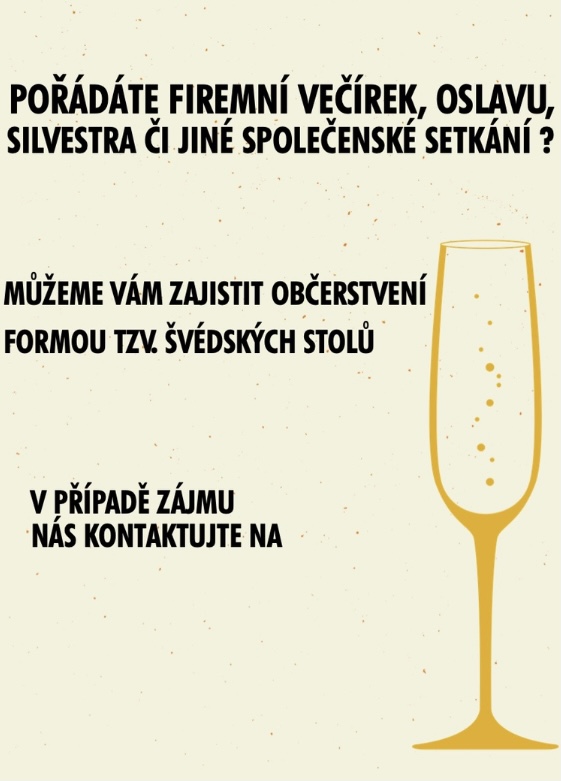 POŘÁDÁTE FIREMNÍ VEČÍREK, OSLAVU,
SILVESTRA ČI JINÉ SPOLEČENSKÉ SETKÁNÍ ?
MŮŽEME VÁM ZAJISTIT OBČERSTVENÍ
FORMOU TZV. ŠVÉDSKÝCH STOLŮ
V PŘÍPADĚ ZÁJMU
NÁS KONTAKTUJTE NA